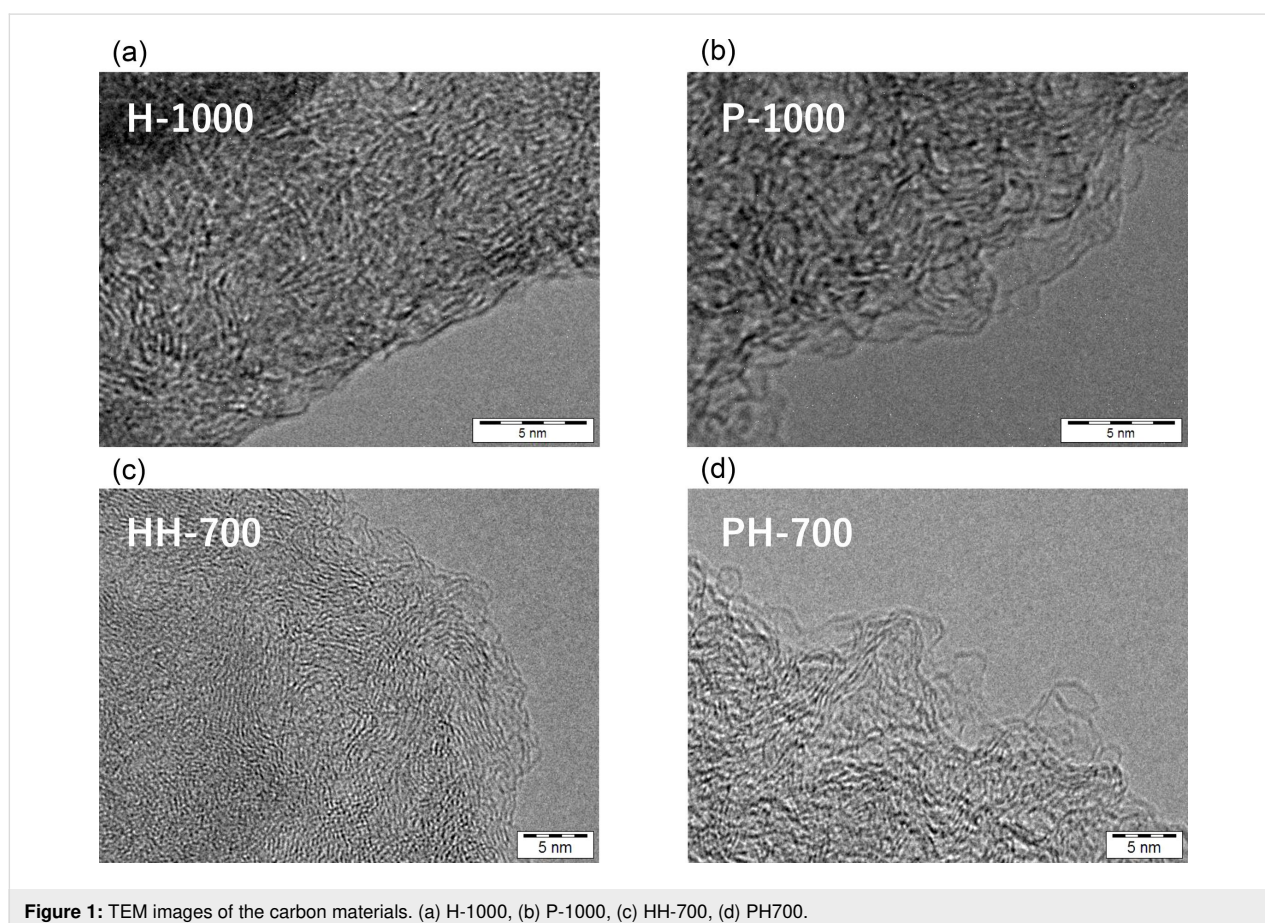 (a)
(b)
H-1000
P-1000
5 nm
5 nm
(c)
(d)
HH-700
PH-700
5 nm
5 nm
Figure 1: TEM images of the carbon materials. (a) H-1000, (b) P-1000, (c) HH-700, (d) PH700.